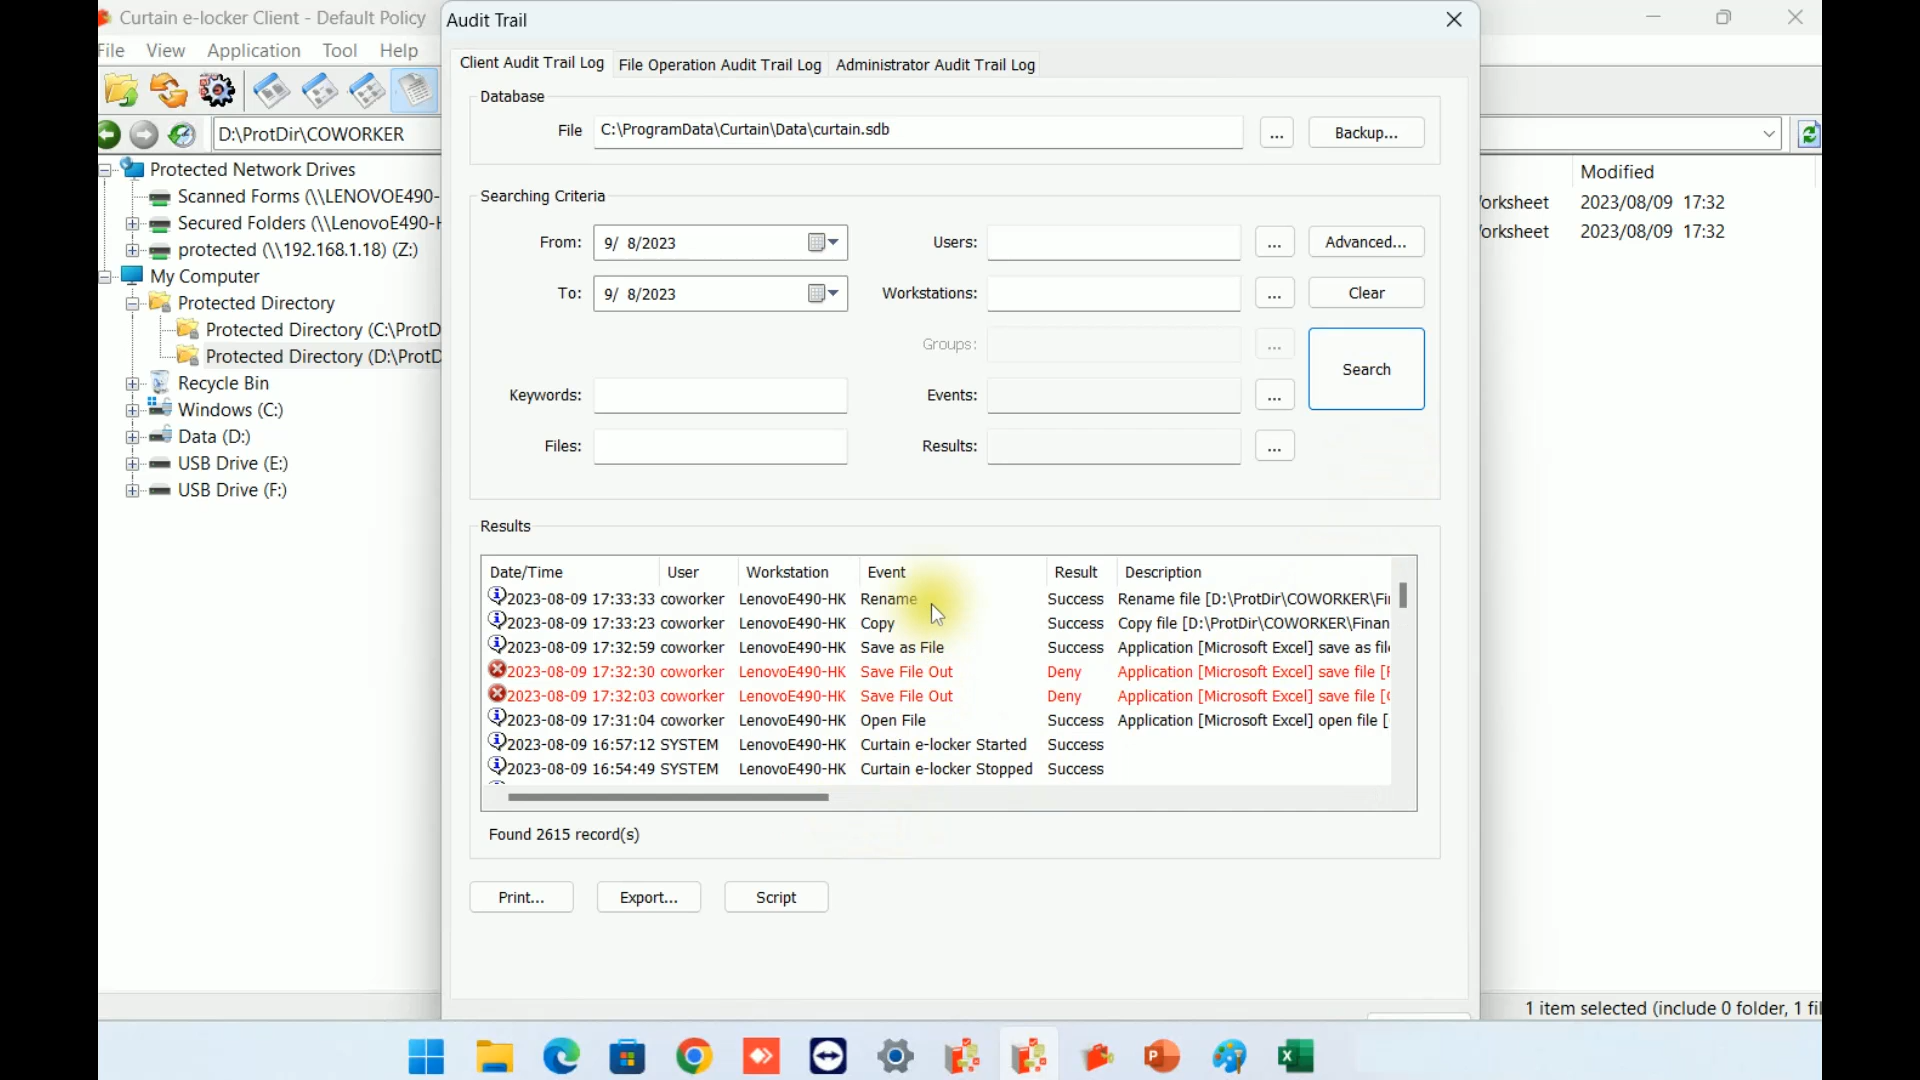 Curtain e-locker Client - Default Policy
File View Application Tool Help
D:\ProtDir\COWORKER
Protected Network Drives
Scanned Forms (\\LENOVOE490-
Secured Folders (\\LenovoE490-H
protected (\\192.168.1.18) (Z:)
My Computer
Protected Directory
Protected Directory (C:\ProtD
Protected Directory (D:\ProtD
Recycle Bin
Windows (C:)
Data (D:)
USB Drive (E:)
USB Drive (F:)
Audit Trail
Client Audit Trail Log File Operation Audit Trail Log Administrator Audit Trail Log
Database
File C:\ProgramData\Curtain\Data\curtain.sdb ... Backup...
Searching Criteria
From: 9/ 8/2023 Users: ... Advanced...
To: 9/ 8/2023 Workstations: ... Clear
Groups: ...
Search
Keywords: Events: ...
Files: Results: ...
Results
Date/Time User Workstation Event Result Description
2023-08-09 17:33:33 coworker LenovoE490-HK Rename Success Rename file [D:\ProtDir\COWORKER\Fi
2023-08-09 17:33:23 coworker LenovoE490-HK Copy Success Copy file [D:\ProtDir\COWORKER\Finan
2023-08-09 17:32:59 coworker LenovoE490-HK Save as File Success Application [Microsoft Excel] save as fil
2023-08-09 17:32:30 coworker LenovoE490-HK Save File Out Deny Application [Microsoft Excel] save file [
2023-08-09 17:32:03 coworker LenovoE490-HK Save File Out Deny Application [Microsoft Excel] save file [
2023-08-09 17:31:04 coworker LenovoE490-HK Open File Success Application [Microsoft Excel] open file [
2023-08-09 16:57:12 SYSTEM LenovoE490-HK Curtain e-locker Started Success
2023-08-09 16:54:49 SYSTEM LenovoE490-HK Curtain e-locker Stopped Success
Found 2615 record(s)
Print... Export... Script
Modified
orksheet 2023/08/09 17:32
orksheet 2023/08/09 17:32
1 item selected (include 0 folder, 1 fil